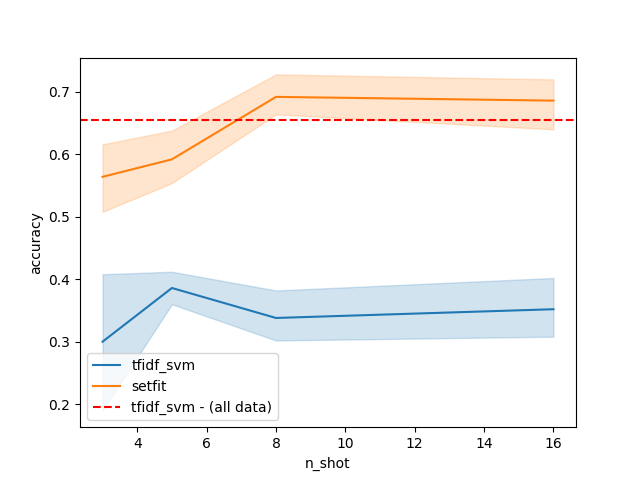 0.7
0.6
0.5
0.4
0.3
0.2
accuracy
tfidf_svm
setfit
tfidf_svm - (all data)
4 6 8 10 12 14 16
n_shot